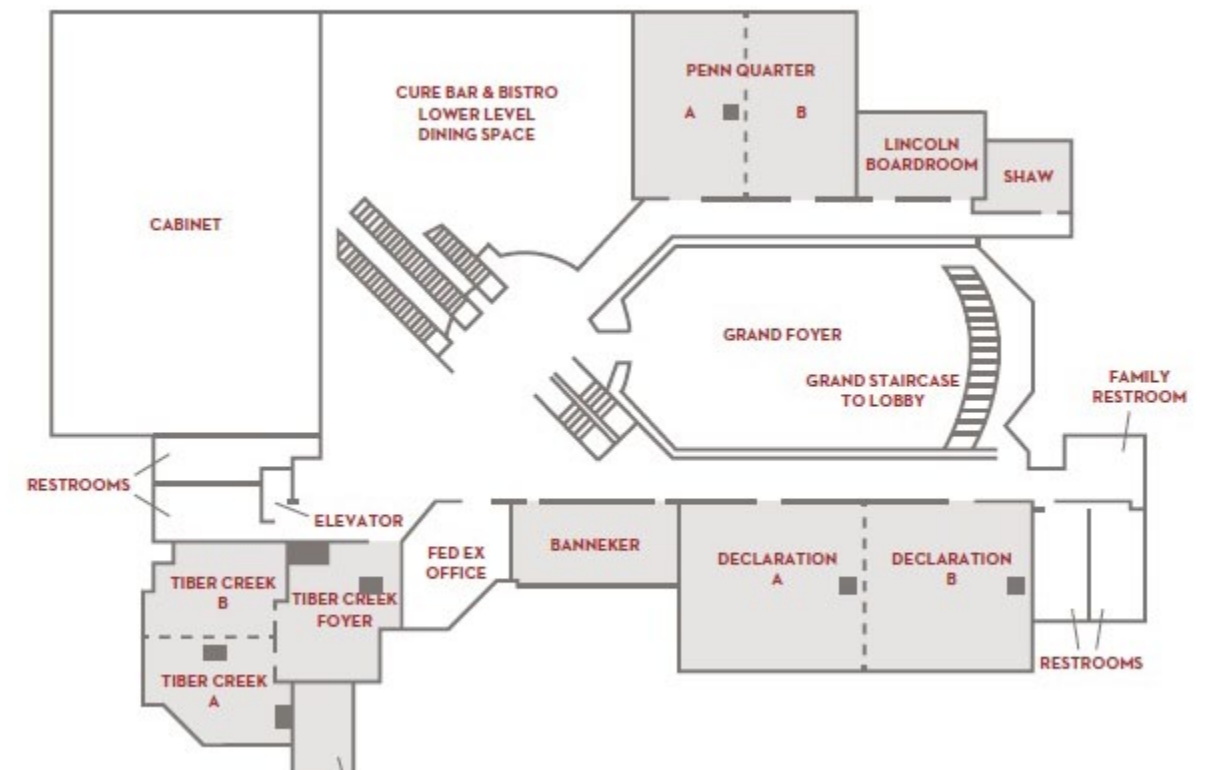 CURE BAR & BISTRO
LOWER LEVEL
DINING SPACE
PENN QUARTER
A
B
LINCOLN
BOARDROOM
SHAW
CABINET
GRAND FOYER
GRAND STAIRCASE
TO LOBBY
FAMILY
RESTROOM
RESTROOMS
ELEVATOR
FED EX
OFFICE
BANNEKER
DECLARATION
A
DECLARATION
B
TIBER CREEK
B
TIBER CREEK
FOYER
TIBER CREEK
A
RESTROOMS